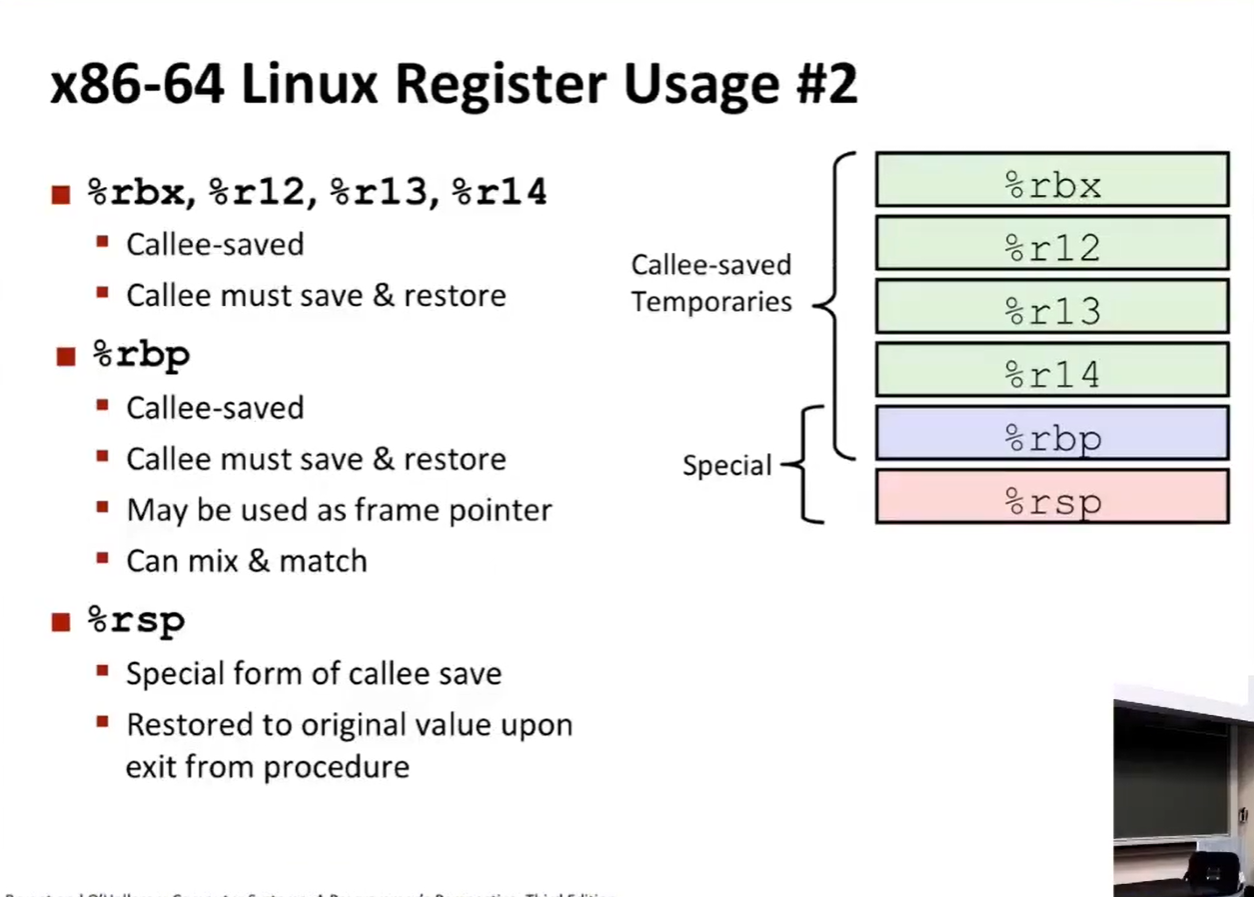 x86-64 Linux Register Usage #2
%rbx, %r12, %r13, %r14
Callee-saved
Callee must save & restore
%rbp
Callee-saved
Callee must save & restore
May be used as frame pointer
Can mix & match
%rsp
Special form of callee save
Restored to original value upon
exit from procedure
Callee-saved
Temporaries
Special
%rbx
%r12
%r13
%r14
%rbp
%rsp